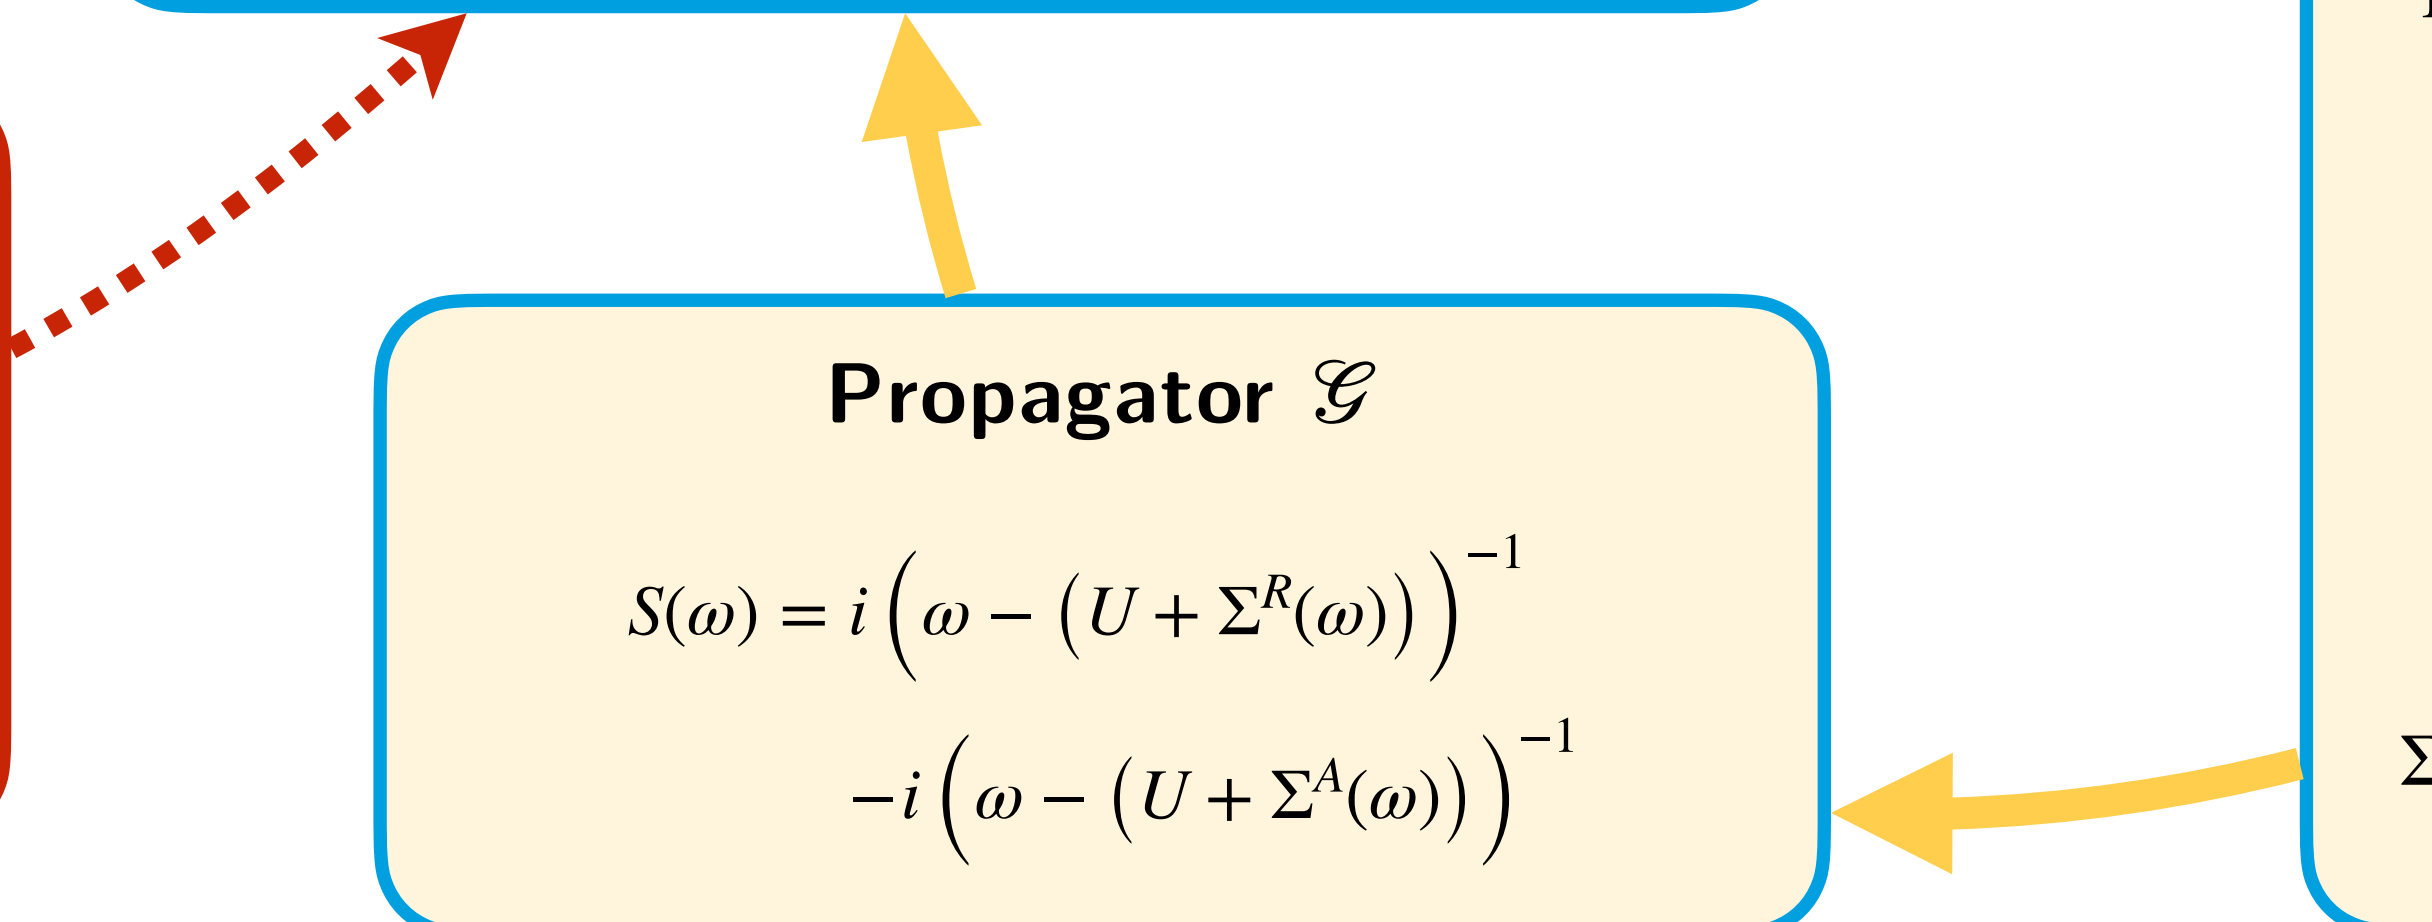 Propagator 𝒢
S(ω) = i (ω − (U + Σ^R(ω)))^−1
−i (ω − (U + Σ^A(ω)))^−1
Σ